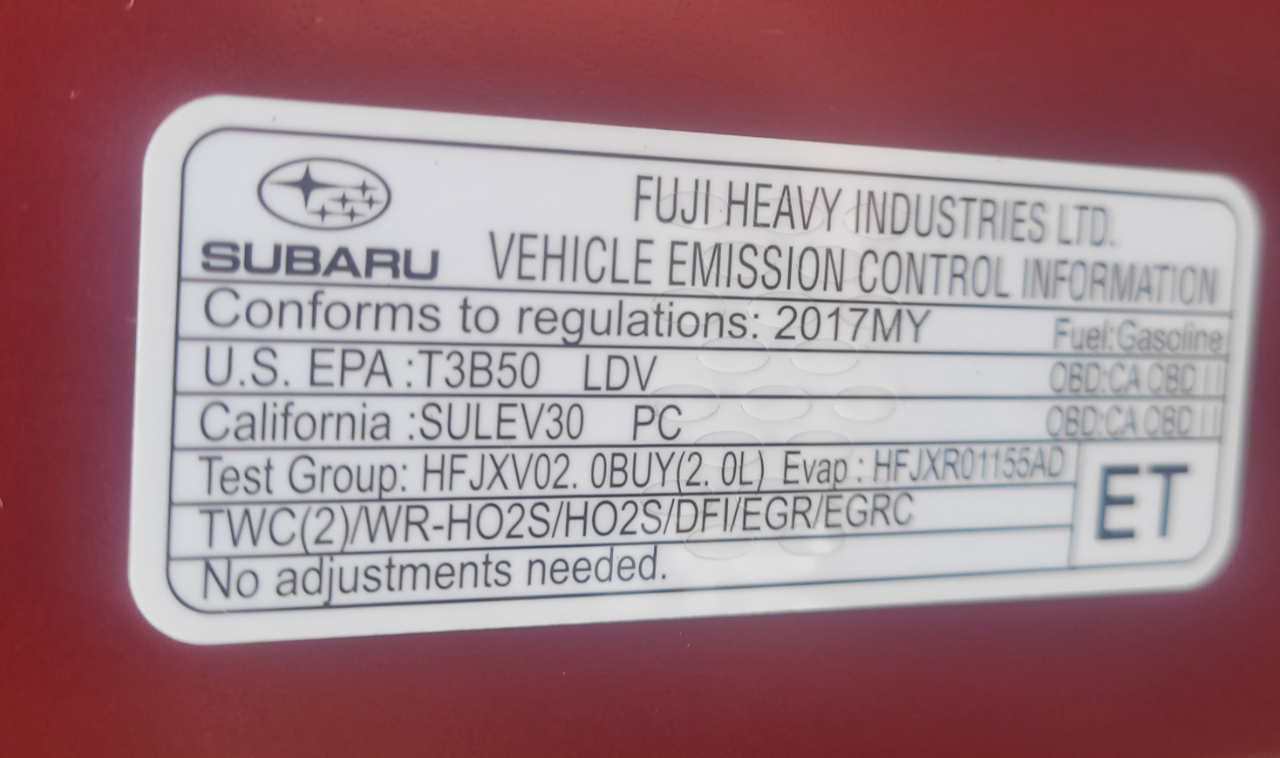 FUJI HEAVY INDUSTRIES LTD.
SUBARU VEHICLE EMISSION CONTROL INFORMATION
Conforms to regulations: 2017MY Fuel:Gasoline
U.S. EPA :T3B50 LDV OBD:CA OBD II
California :SULEV30 PC OBD:CA OBD II
Test Group: HFJXV02. 0BUY(2. 0L) Evap : HFJXR01155AD
TWC(2)/WR-HO2S/HO2S/DFI/EGR/EGRC
ET
No adjustments needed.